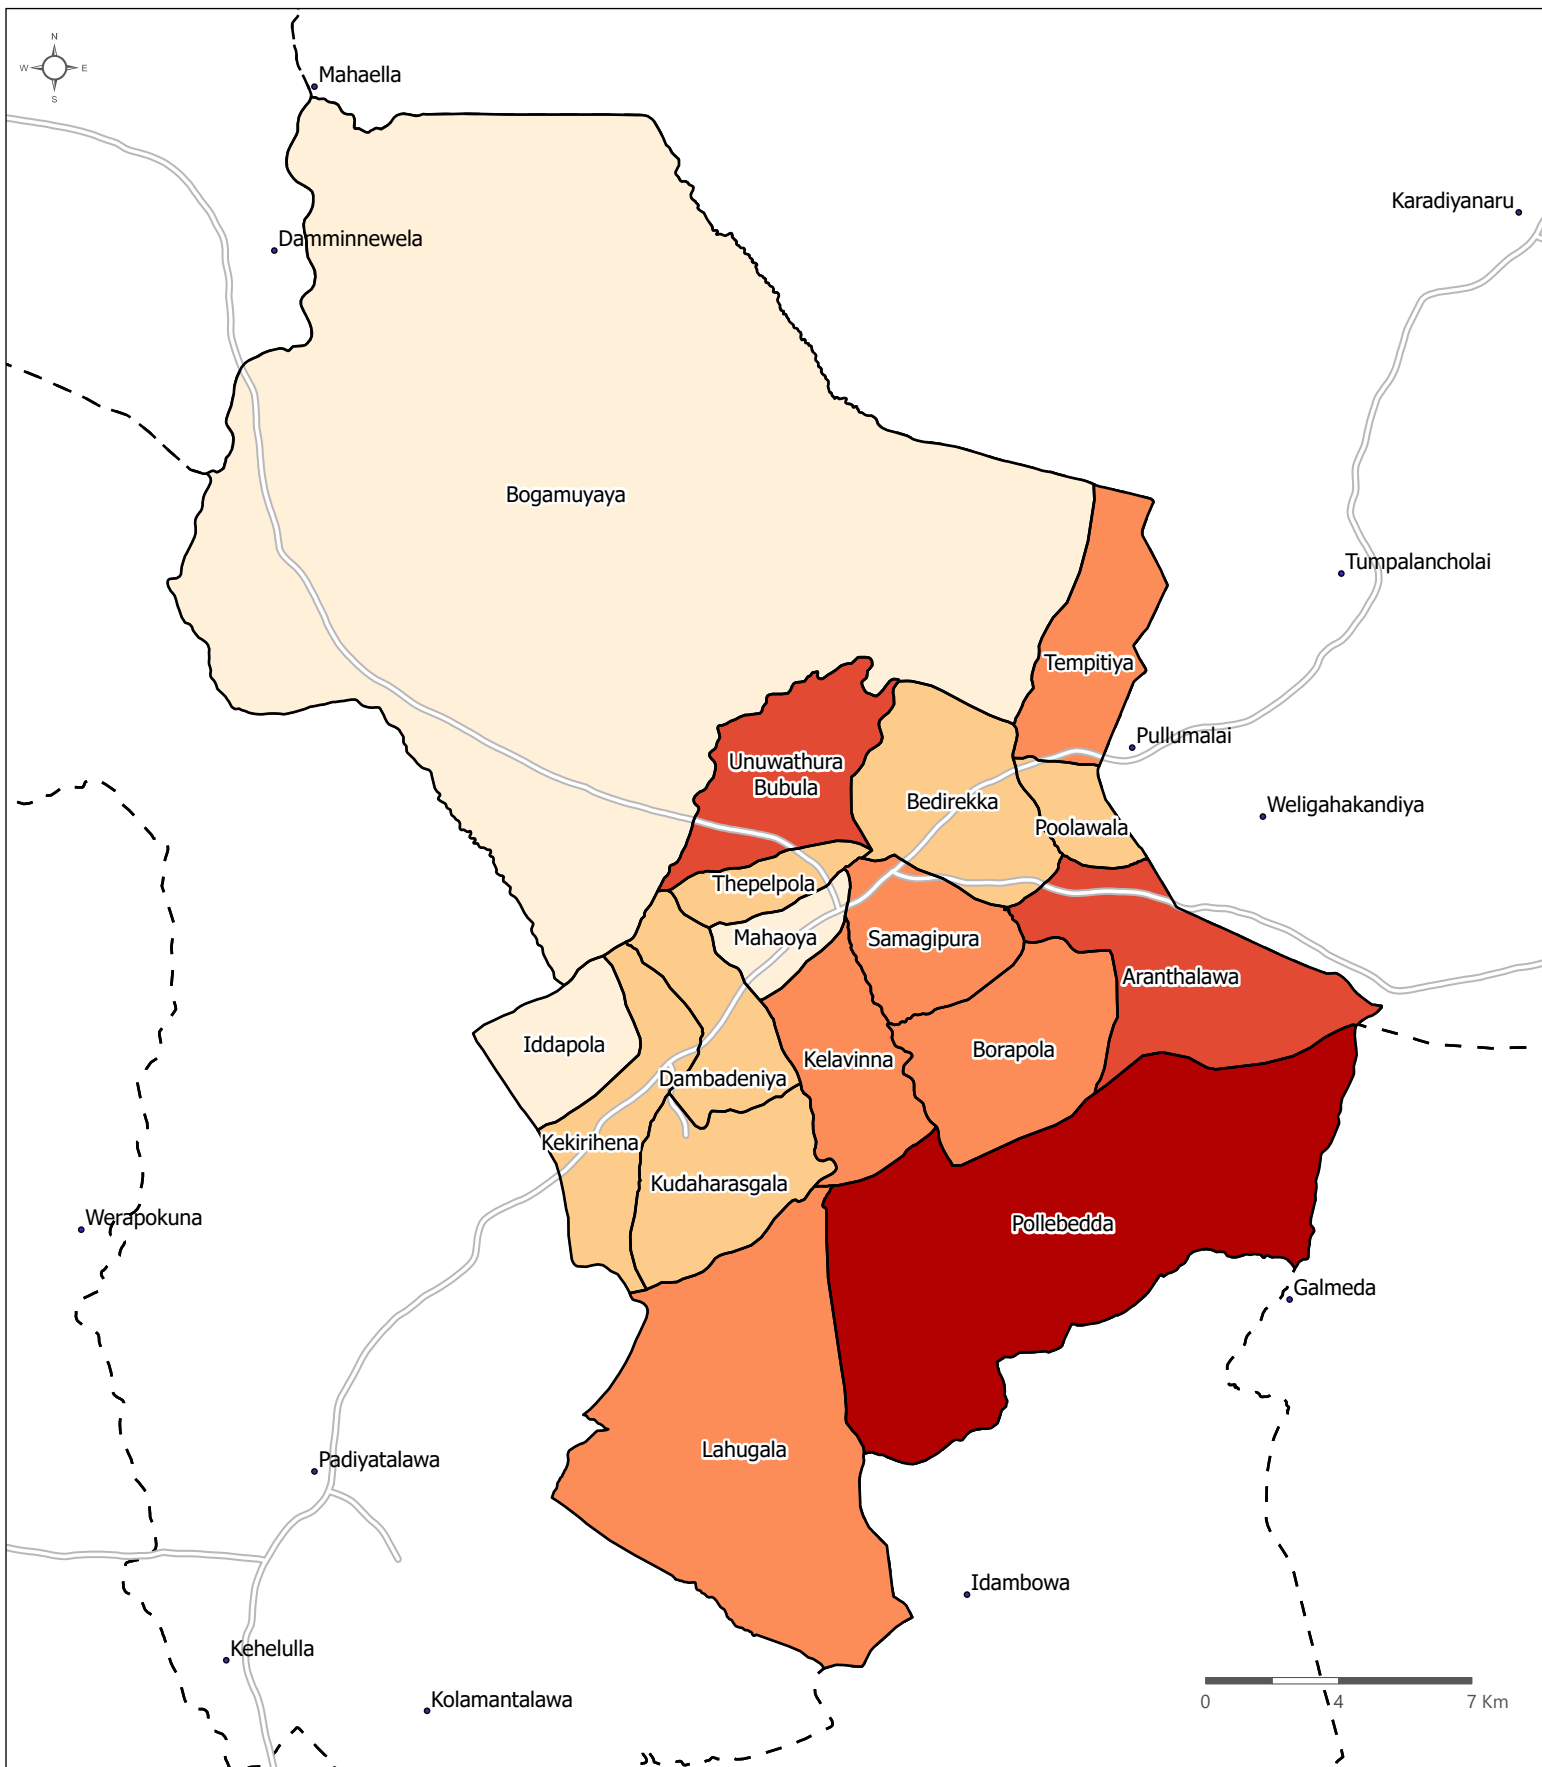 N
W E
S
Mahaella
Karadiyanaru
Damminnewela
Bogamuyaya
Tumpalancholai
Tempitiya
Pullumalai
Unuwathura
Bubula
Bedirekka
Weligahakandiya
Poolawala
Thepelpola
Mahaoya
Samagipura
Aranthalawa
Iddapola
Kelavinna
Borapola
Dambadeniya
Kekirihena
Kudaharasgala
Werapokuna
Pollebedda
Galmeda
Lahugala
Padiyatalawa
Idambowa
Kehelulla
Kolamantalawa
0 4 7 Km